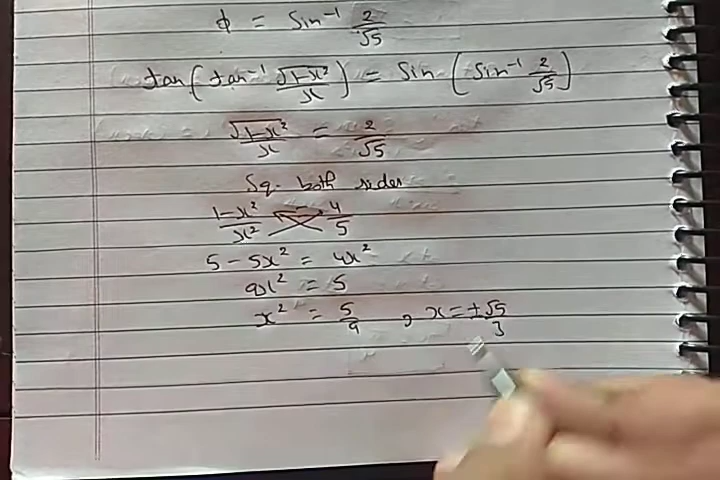 ϕ = Sin⁻¹ 2/√5
tan(tan⁻¹ √1-x²/x) = Sin(Sin⁻¹ 2/√5)
√1-x²/x = 2/√5
Sq. both sides
1-x²/x² = 4/5
5 - 5x² = 4x²
9x² = 5
x² = 5/9 , x = ±√5/3